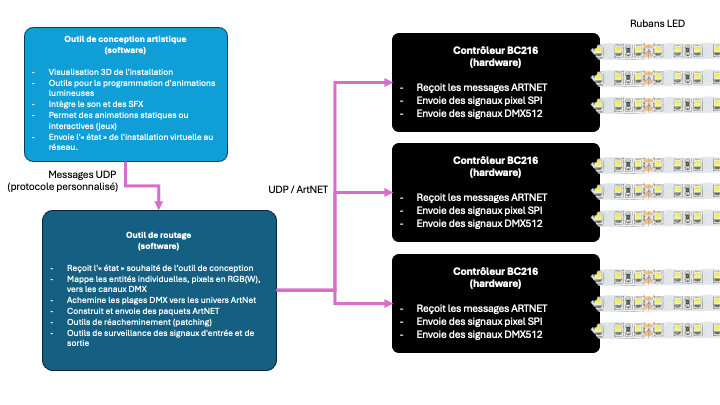 Outil de conception artistique
(software)
- Visualisation 3D de l'installation
- Outils pour la programmation d'animations
lumineuses
- Intègre le son et des SFX
- Permet des animations statiques ou
interactives (jeux)
- Envoie l'« état » de l'installation virtuelle au
réseau.
Messages UDP
(protocole personnalisé)
Outil de routage
(software)
- Reçoit l'« état » souhaité de l'outil de conception
- Mappe les entités individuelles, pixels en RGB(W),
vers les canaux DMX
- Achemine les plages DMX vers les univers ArtNet
- Construit et envoie des paquets ArtNET
- Outils de réacheminement (patching)
- Outils de surveillance des signaux d'entrée et de
sortie
UDP / ArtNET
Contrôleur BC216
(hardware)
- Reçoit les messages ARTNET
- Envoie des signaux pixel SPI
- Envoie des signaux DMX512
Contrôleur BC216
(hardware)
- Reçoit les messages ARTNET
- Envoie des signaux pixel SPI
- Envoie des signaux DMX512
Contrôleur BC216
(hardware)
- Reçoit les messages ARTNET
- Envoie des signaux pixel SPI
- Envoie des signaux DMX512
Rubans LED